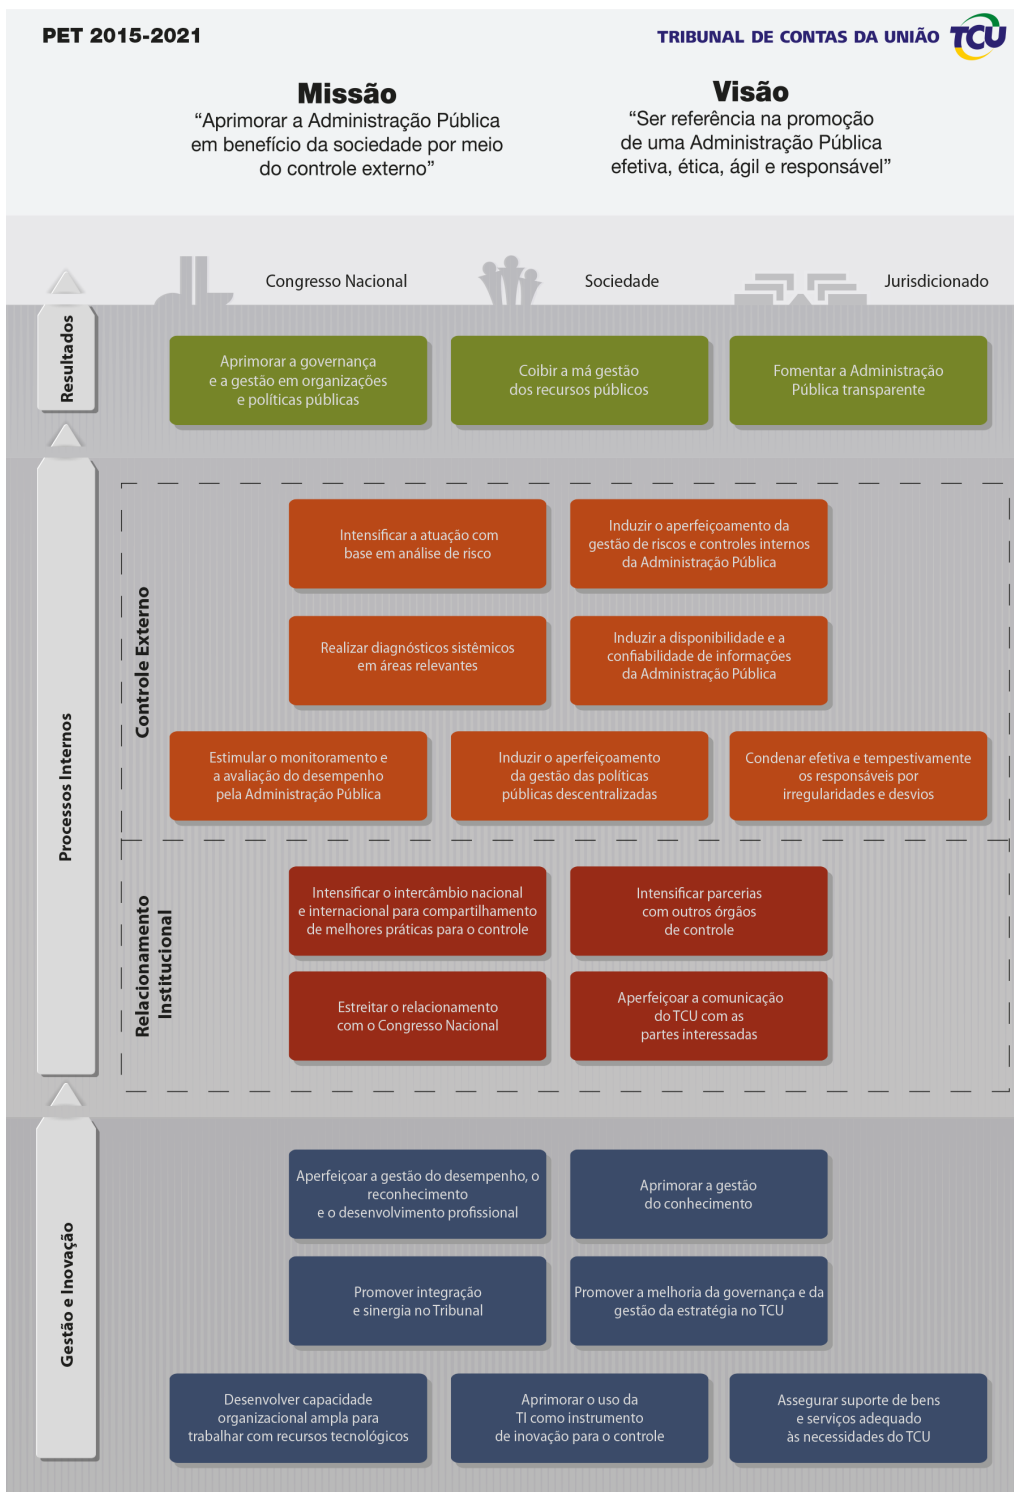 PET 2015-2021
TRIBUNAL DE CONTAS DA UNIÃO TCU
Missão
“Aprimorar a Administração Pública
em benefício da sociedade por meio
do controle externo”
Visão
“Ser referência na promoção
de uma Administração Pública
efetiva, ética, ágil e responsável”
Congresso Nacional
Sociedade
Jurisdicionado
Resultados
Aprimorar a governança
e a gestão em organizações
e políticas públicas
Coibir a má gestão
dos recursos públicos
Fomentar a Administração
Pública transparente
Processos Internos
Controle Externo
Intensificar a atuação com
base em análise de risco
Induzir o aperfeiçoamento da
gestão de riscos e controles internos
da Administração Pública
Realizar diagnósticos sistêmicos
em áreas relevantes
Induzir a disponibilidade e a
confiabilidade de informações
da Administração Pública
Estimular o monitoramento e
a avaliação do desempenho
pela Administração Pública
Induzir o aperfeiçoamento
da gestão das políticas
públicas descentralizadas
Condenar efetiva e tempestivamente
os responsáveis por
irregularidades e desvios
Relacionamento
Institucional
Intensificar o intercâmbio nacional
e internacional para compartilhamento
de melhores práticas para o controle
Intensificar parcerias
com outros órgãos
de controle
Estreitar o relacionamento
com o Congresso Nacional
Aperfeiçoar a comunicação
do TCU com as
partes interessadas
Gestão e Inovação
Aperfeiçoar a gestão do desempenho, o
reconhecimento
e o desenvolvimento profissional
Aprimorar a gestão
do conhecimento
Promover integração
e sinergia no Tribunal
Promover a melhoria da governança e da
gestão da estratégia no TCU
Desenvolver capacidade
organizacional ampla para
trabalhar com recursos tecnológicos
Aprimorar o uso da
TI como instrumento
de inovação para o controle
Assegurar suporte de bens
e serviços adequado
às necessidades do TCU